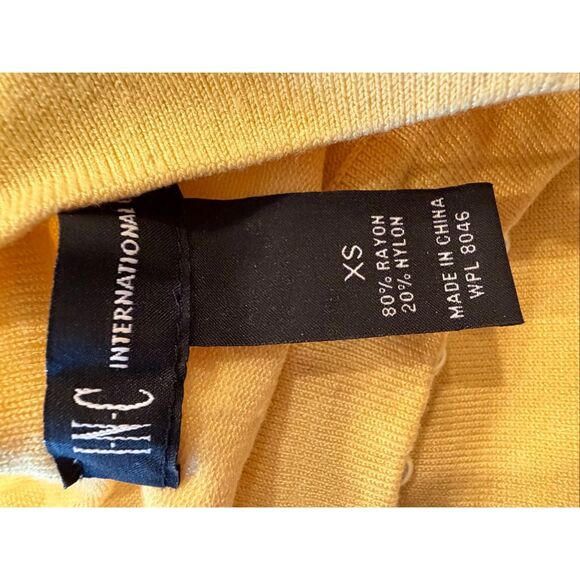 I·N·C
INTERNATIONAL
XS
80% RAYON
20% NYLON
MADE IN CHINA
WPL 8046